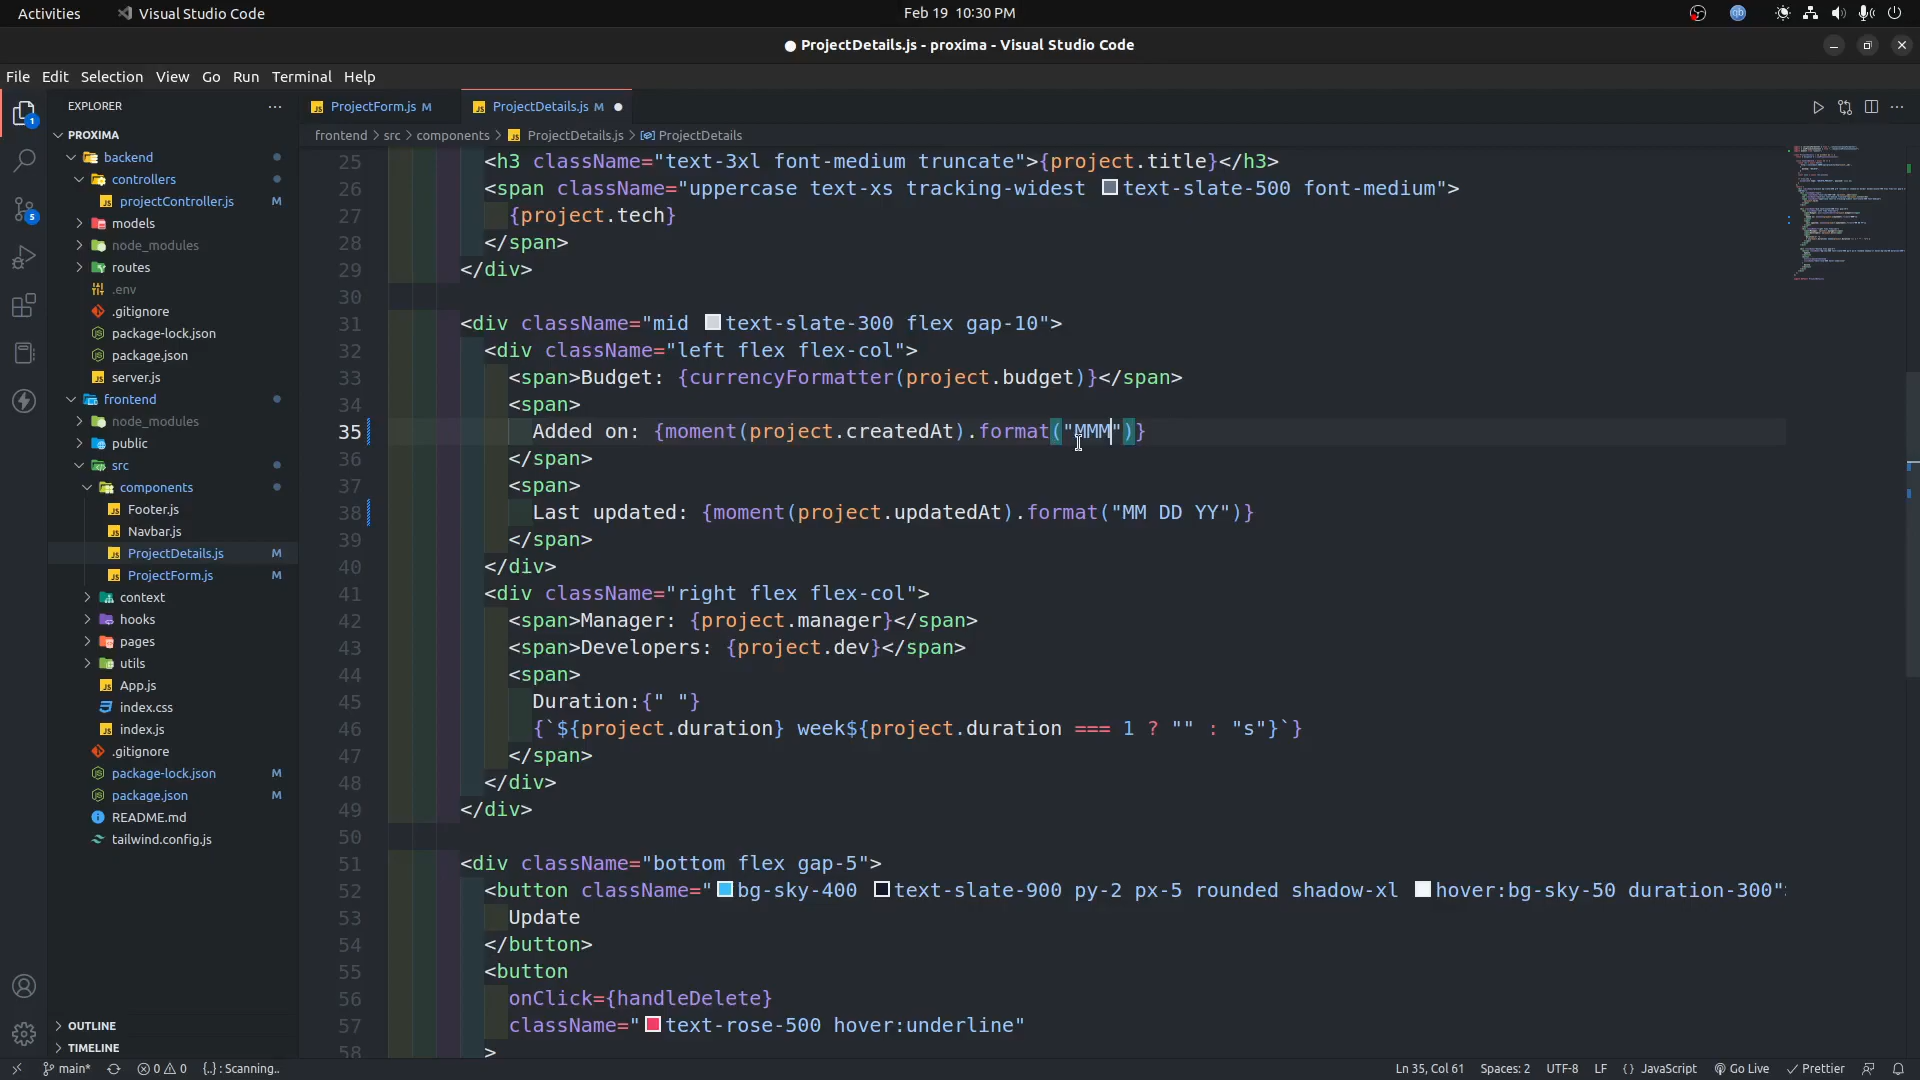 Activities
Visual Studio Code
Feb 19 10:30 PM
ProjectDetails.js - proxima - Visual Studio Code
File Edit Selection View Go Run Terminal Help
EXPLORER
PROXIMA
backend
controllers
projectController.js M
models
node_modules
routes
.env
.gitignore
package-lock.json
package.json
server.js
frontend
node_modules
public
src
components
Footer.js
Navbar.js
ProjectDetails.js M
ProjectForm.js M
context
hooks
pages
utils
App.js
index.css
index.js
.gitignore
package-lock.json M
package.json M
README.md
tailwind.config.js
OUTLINE
TIMELINE
1
5
ProjectForm.js M
ProjectDetails.js M
frontend > src > components > ProjectDetails.js > ProjectDetails
25 <h3 className="text-3xl font-medium truncate">{project.title}</h3>
26 <span className="uppercase text-xs tracking-widest text-slate-500 font-medium">
27 {project.tech}
28 </span>
29 </div>
30
31 <div className="mid text-slate-300 flex gap-10">
32 <div className="left flex flex-col">
33 <span>Budget: {currencyFormatter(project.budget)}</span>
34 <span>
35 Added on: {moment(project.createdAt).format("MMM")}
36 </span>
37 <span>
38 Last updated: {moment(project.updatedAt).format("MM DD YY")}
39 </span>
40 </div>
41 <div className="right flex flex-col">
42 <span>Manager: {project.manager}</span>
43 <span>Developers: {project.dev}</span>
44 <span>
45 Duration:{" "}
46 {`${project.duration} week${project.duration === 1 ? "" : "s"}`}
47 </span>
48 </div>
49 </div>
50
51 <div className="bottom flex gap-5">
52 <button className="bg-sky-400 text-slate-900 py-2 px-5 rounded shadow-xl hover:bg-sky-50 duration-300"
53 Update
54 </button>
55 <button
56 onClick={handleDelete}
57 className="text-rose-500 hover:underline"
58 >
main* 0 0 {..} : Scanning..
Ln 35, Col 61 Spaces: 2 UTF-8 LF {} JavaScript Go Live Prettier